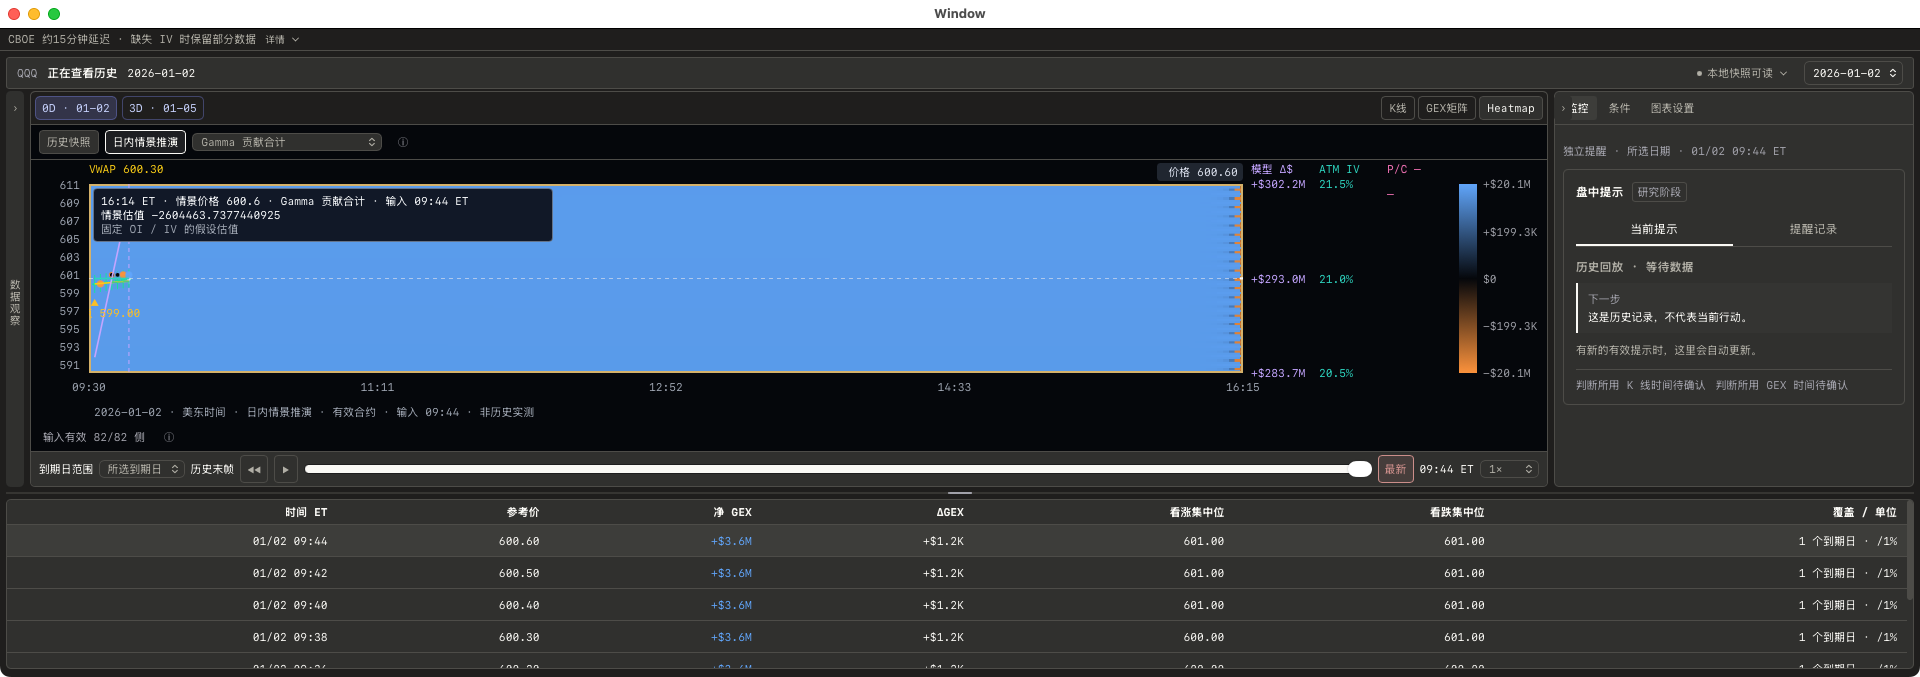 Window
CBOE 约15分钟延迟 · 缺失 IV 时保留部分数据 详情
QQQ 正在查看历史 2026-01-02
本地快照可读 2026-01-02
0D · 01-02 3D · 01-05
K线 GEX矩阵 Heatmap
历史快照 日内情景推演 Gamma 贡献合计
数据观察
VWAP 600.30
价格 600.60
模型 Δ$ ATM IV P/C —
+$302.2M 21.5% —
+$293.0M 21.0%
+$283.7M 20.5%
611
609
607
605
603
601
599
597
595
593
591
16:14 ET · 情景价格 600.6 · Gamma 贡献合计 · 输入 09:44 ET
情景估值 −2604463.7377440925
固定 OI / IV 的假设估值
599.00
09:30 11:11 12:52 14:33 16:15
+$20.1M
+$199.3K
$0
−$199.3K
−$20.1M
2026-01-02 · 美东时间 · 日内情景推演 · 有效合约 · 输入 09:44 · 非历史实测
输入有效 82/82 侧
到期日范围 所选到期日 历史末帧 最新 09:44 ET 1×
监控 条件 图表设置
独立提醒 · 所选日期 · 01/02 09:44 ET
盘中提示 研究阶段
当前提示 提醒记录
历史回放 · 等待数据
下一步
这是历史记录，不代表当前行动。
有新的有效提示时，这里会自动更新。
判断所用 K 线时间待确认 判断所用 GEX 时间待确认
时间 ET 参考价 净 GEX ΔGEX 看涨集中位 看跌集中位 覆盖 / 单位
01/02 09:44 600.60 +$3.6M +$1.2K 601.00 601.00 1 个到期日 · /1%
01/02 09:42 600.50 +$3.6M +$1.2K 601.00 601.00 1 个到期日 · /1%
01/02 09:40 600.40 +$3.6M +$1.2K 601.00 601.00 1 个到期日 · /1%
01/02 09:38 600.30 +$3.6M +$1.2K 600.00 601.00 1 个到期日 · /1%